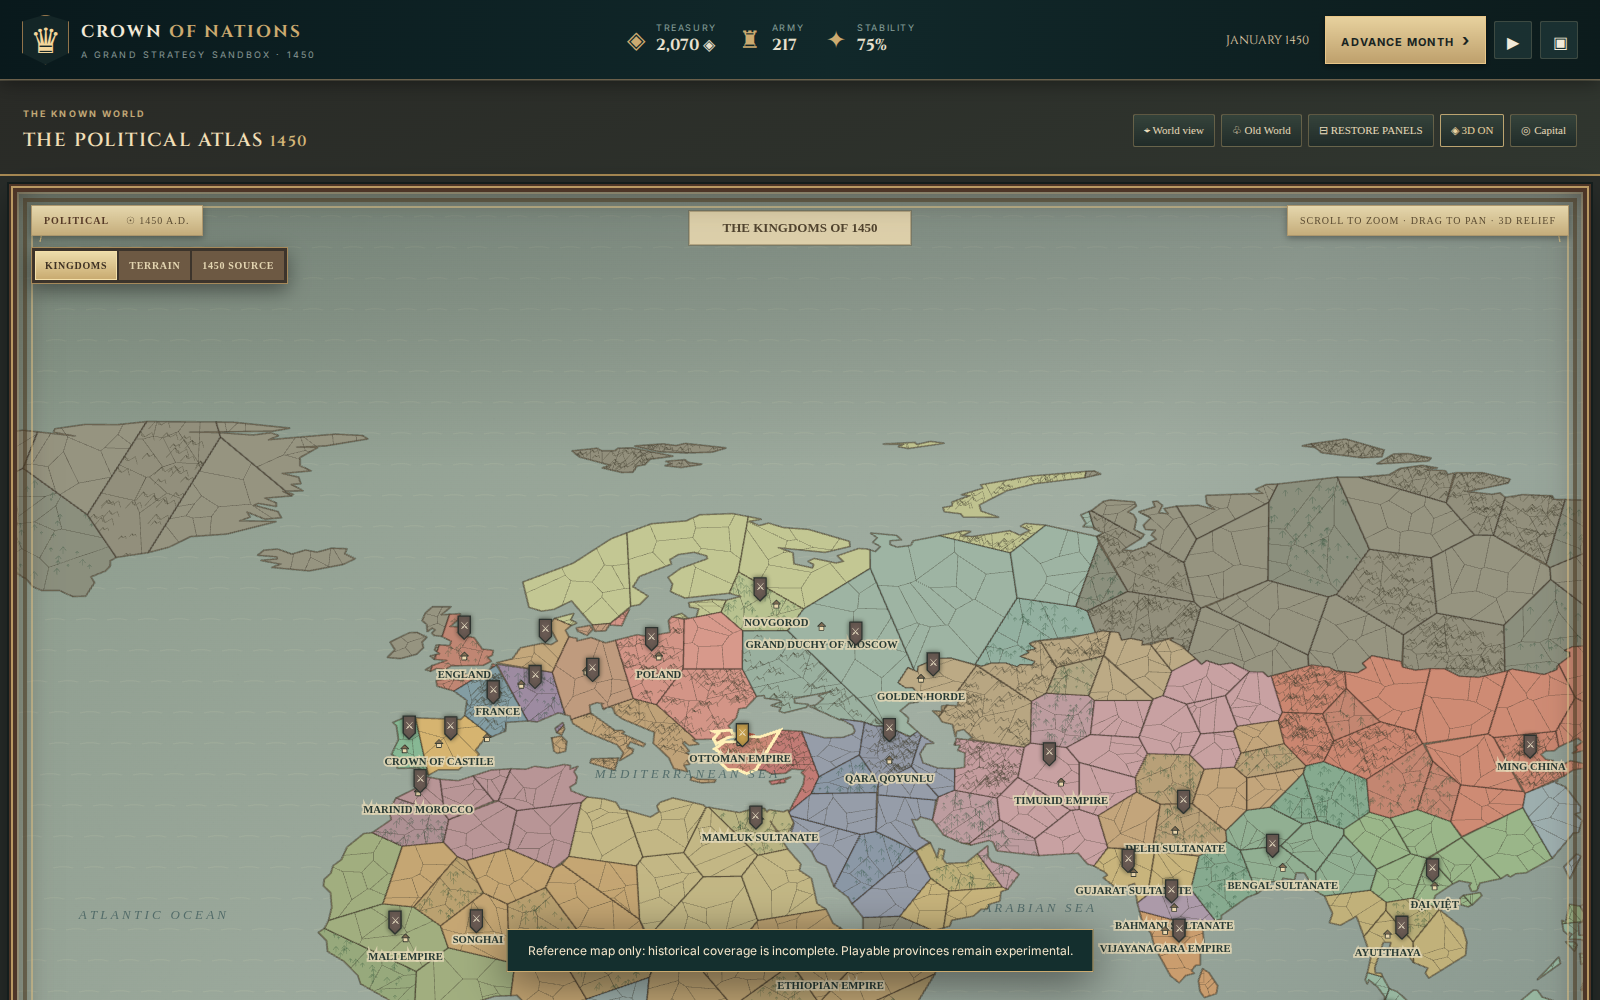 CROWN OF NATIONS
A GRAND STRATEGY SANDBOX · 1450
TREASURY
2,070
ARMY
217
STABILITY
75%
JANUARY 1450
ADVANCE MONTH
THE KNOWN WORLD
THE POLITICAL ATLAS 1450
World view
Old World
RESTORE PANELS
3D ON
Capital
POLITICAL
1450 A.D.
THE KINGDOMS OF 1450
SCROLL TO ZOOM · DRAG TO PAN · 3D RELIEF
KINGDOMS
TERRAIN
1450 SOURCE
NOVGOROD
GRAND DUCHY OF MOSCOW
ENGLAND
POLAND
GOLDEN HORDE
FRANCE
OTTOMAN EMPIRE
CROWN OF CASTILE
MEDITERRANEAN SEA
QARA QOYUNLU
MING CHINA
TIMURID EMPIRE
MARINID MOROCCO
MAMLUK SULTANATE
DELHI SULTANATE
GUJARAT SULTANATE
BENGAL SULTANATE
ĐẠI VIỆT
ATLANTIC OCEAN
ARABIAN SEA
BAHMANI SULTANATE
SONGHAI
VIJAYANAGARA EMPIRE
AYUTTHAYA
MALI EMPIRE
Reference map only: historical coverage is incomplete. Playable provinces remain experimental.
ETHIOPIAN EMPIRE